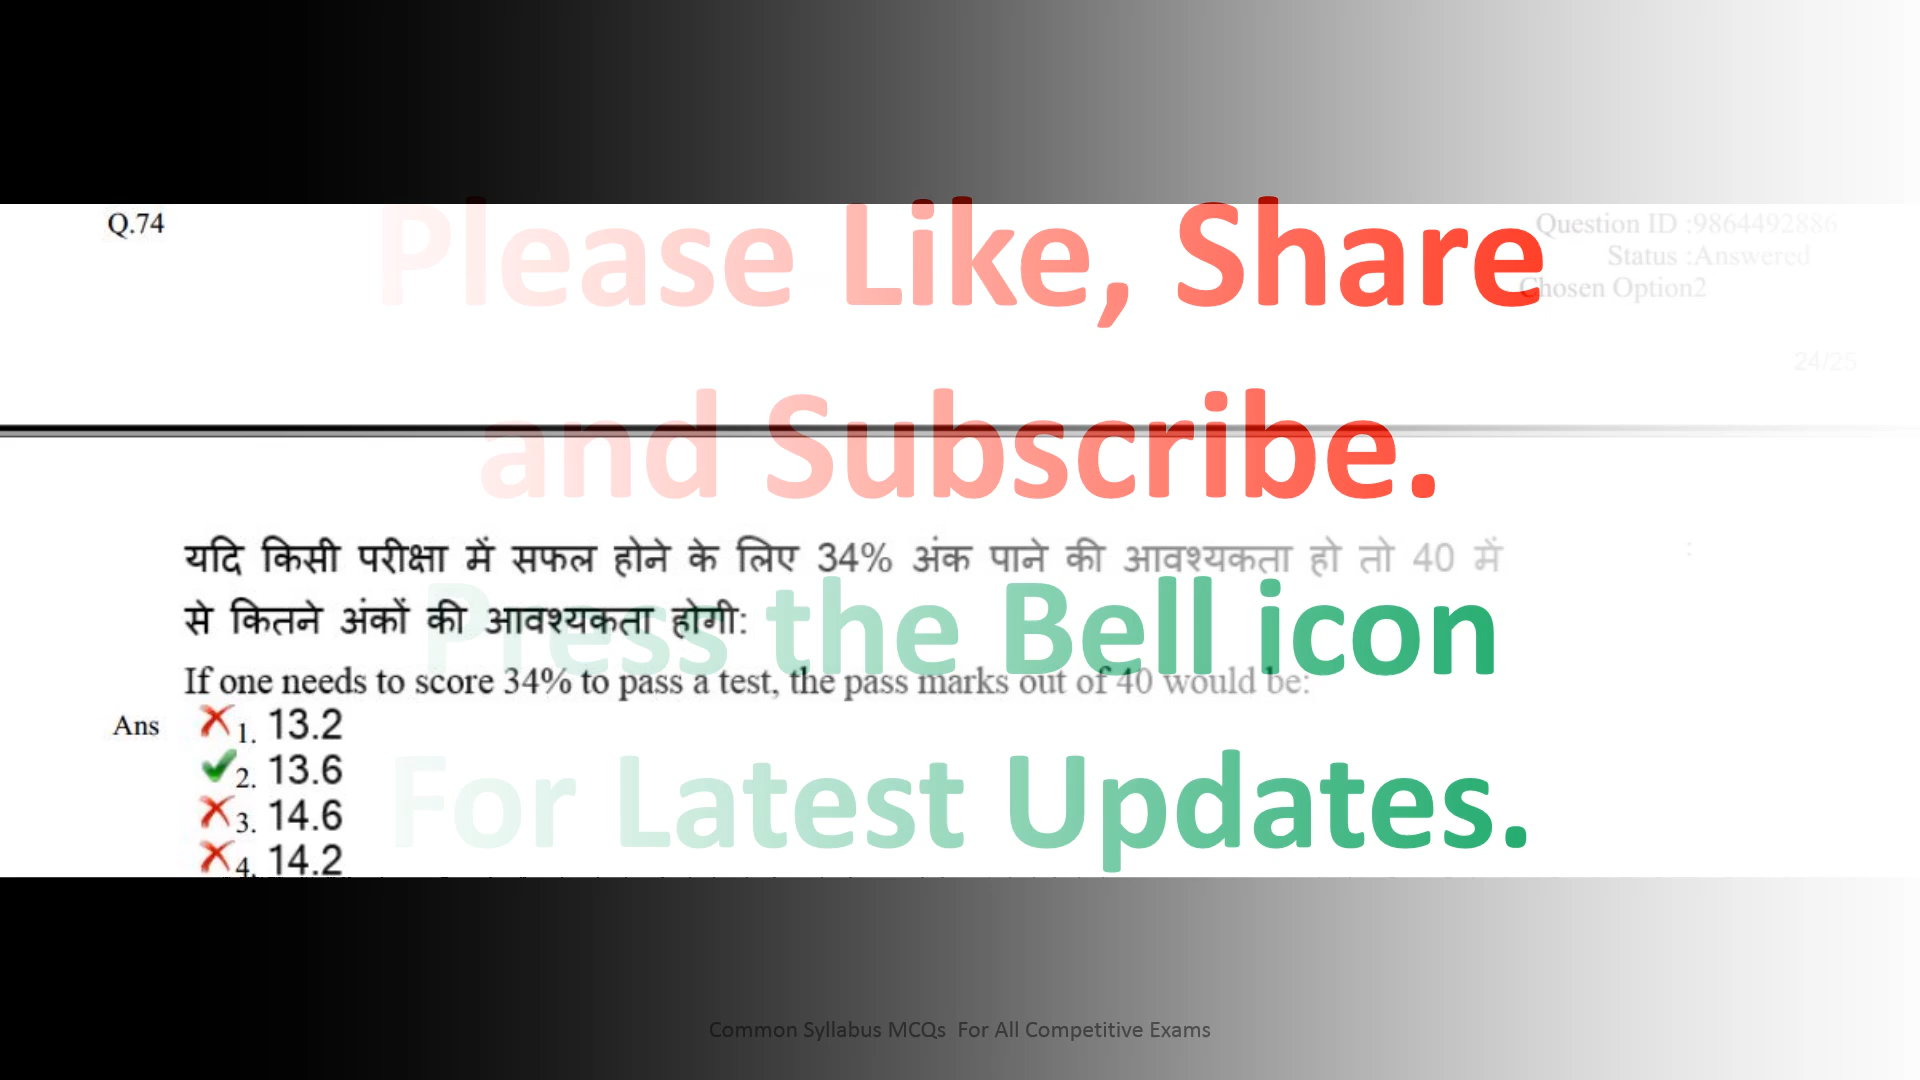 Q.74
Question ID :9864492886
Status :Answered
Chosen Option2
Please Like, Share
24/25
and Subscribe.
यदि किसी परीक्षा में सफल होने के लिए 34% अंक पाने की आवश्यकता हो तो 40 में
:
से कितने अंकों की आवश्यकता होगी:
Press the Bell icon
If one needs to score 34% to pass a test, the pass marks out of 40 would be:
Ans 1. 13.2
2. 13.6
3. 14.6
4. 14.2
For Latest Updates.
Common Syllabus MCQs For All Competitive Exams